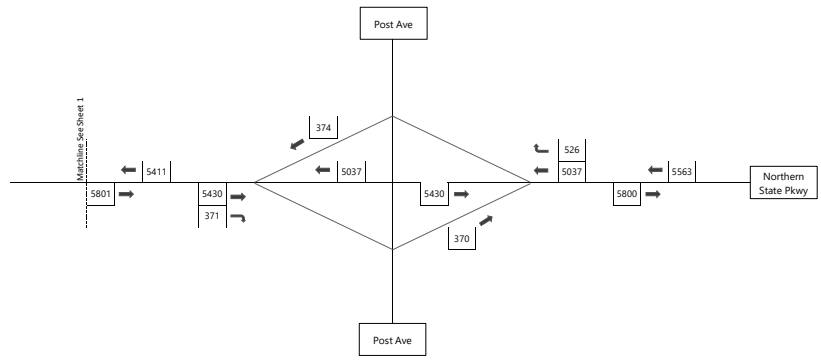 Post Ave
Matchline See Sheet 1
374
526
5411
5037
5037
5563
Northern
State Pkwy
5801
5430
5430
5800
371
370
Post Ave